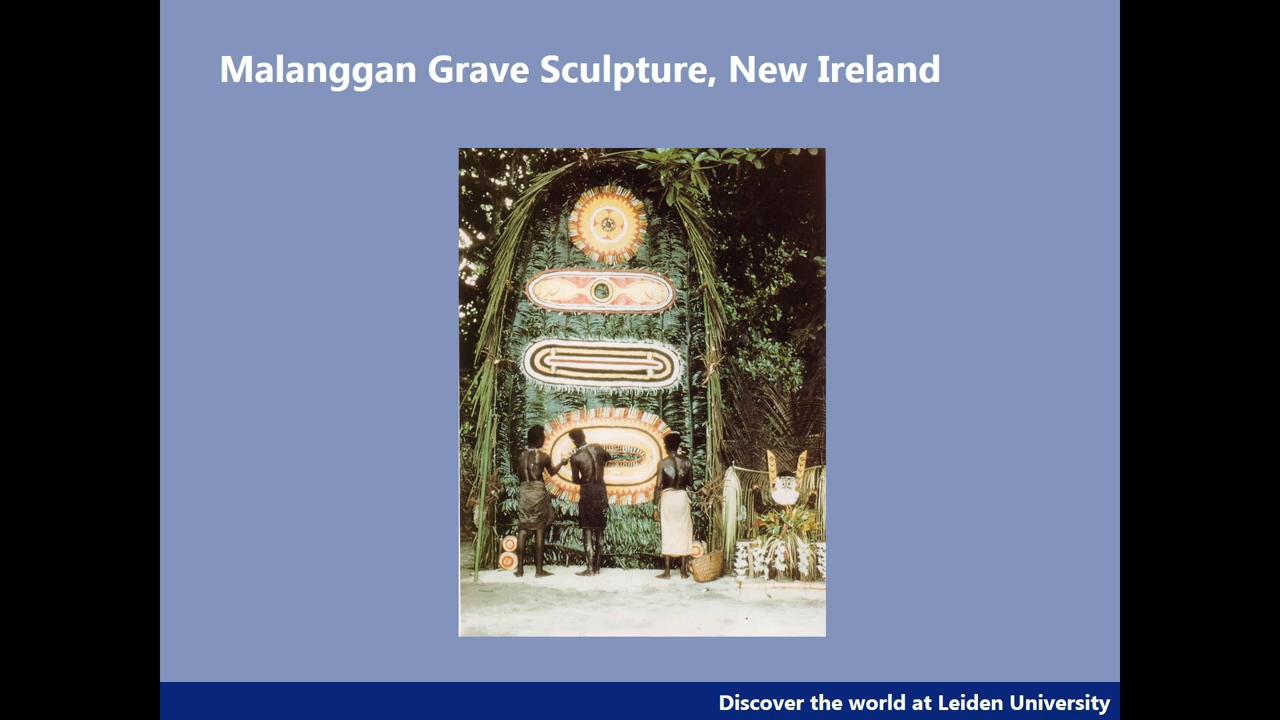 Malanggan Grave Sculpture, New Ireland
Discover the world at Leiden University